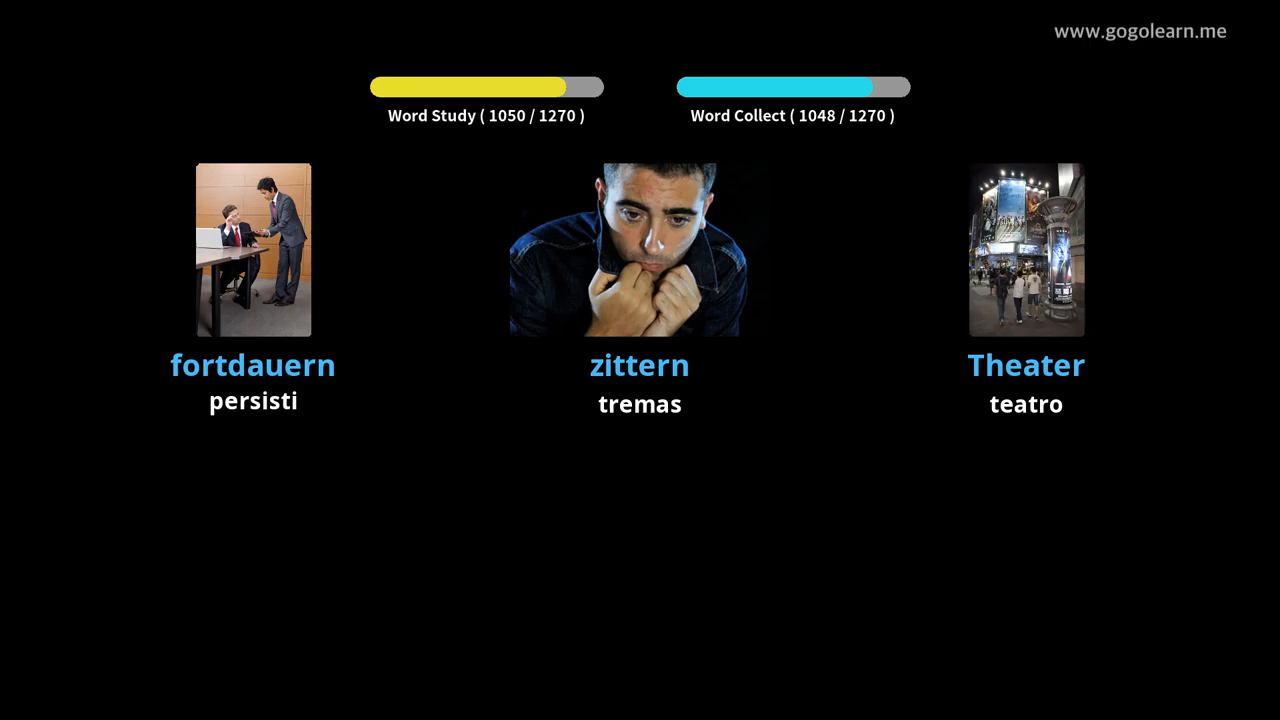 www.gogolearn.me
Word Study ( 1050 / 1270 )
Word Collect ( 1048 / 1270 )
fortdauern
persisti
zittern
tremas
Theater
teatro